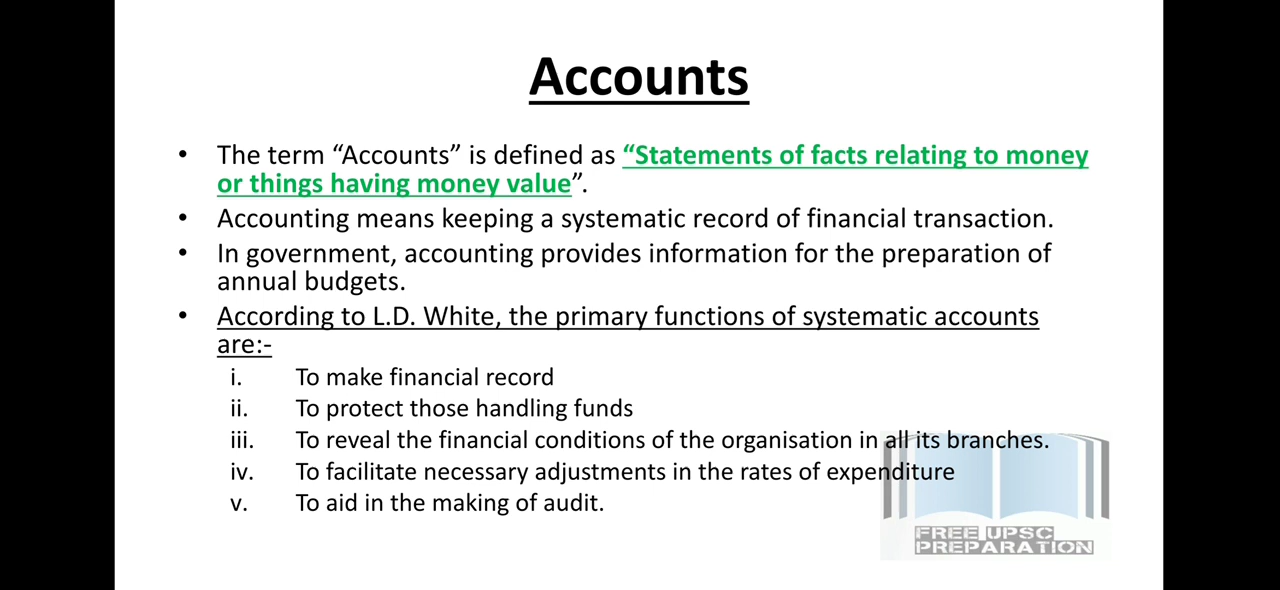 Accounts
• The term “Accounts” is defined as “Statements of facts relating to money
or things having money value”.
• Accounting means keeping a systematic record of financial transaction.
• In government, accounting provides information for the preparation of
annual budgets.
• According to L.D. White, the primary functions of systematic accounts
are:-
i. To make financial record
ii. To protect those handling funds
iii. To reveal the financial conditions of the organisation in all its branches.
iv. To facilitate necessary adjustments in the rates of expenditure
v. To aid in the making of audit.
FREE UPSC
PREPARATION